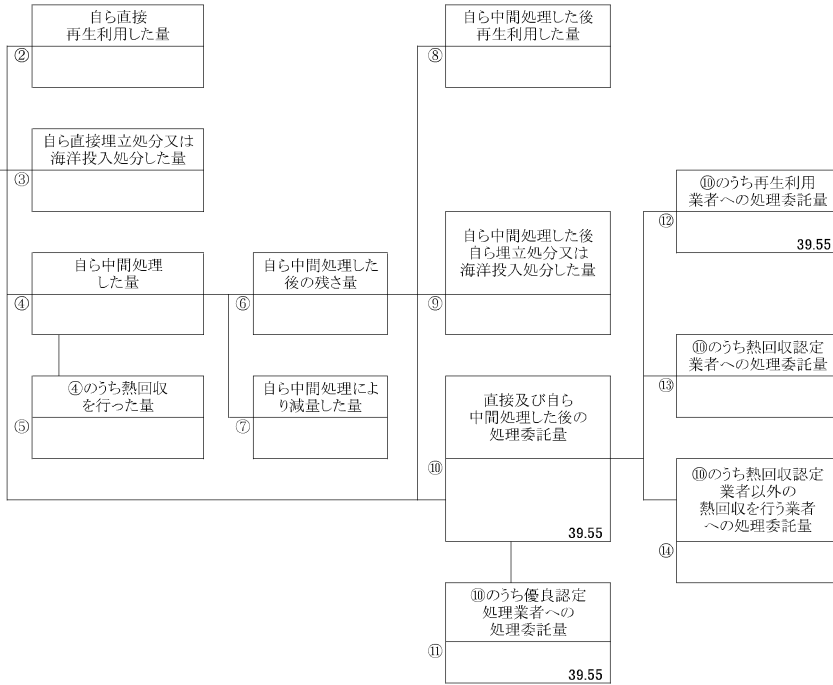 自ら直接
再生利用した量
②
自ら直接埋立処分又は
海洋投入処分した量
③
自ら中間処理
した量
④
④のうち熱回収
を行った量
⑤
自ら中間処理した
後の残さ量
⑥
自ら中間処理によ
り減量した量
⑦
自ら中間処理した後
再生利用した量
⑧
自ら中間処理した後
自ら埋立処分又は
海洋投入処分した量
⑨
直接及び自ら
中間処理した後の
処理委託量
⑩
39.55
⑩のうち優良認定
処理業者への
処理委託量
⑪
39.55
⑩のうち再生利用
業者への処理委託量
⑫
39.55
⑩のうち熱回収認定
業者への処理委託量
⑬
⑩のうち熱回収認定
業者以外の
熱回収を行う業者
への処理委託量
⑭